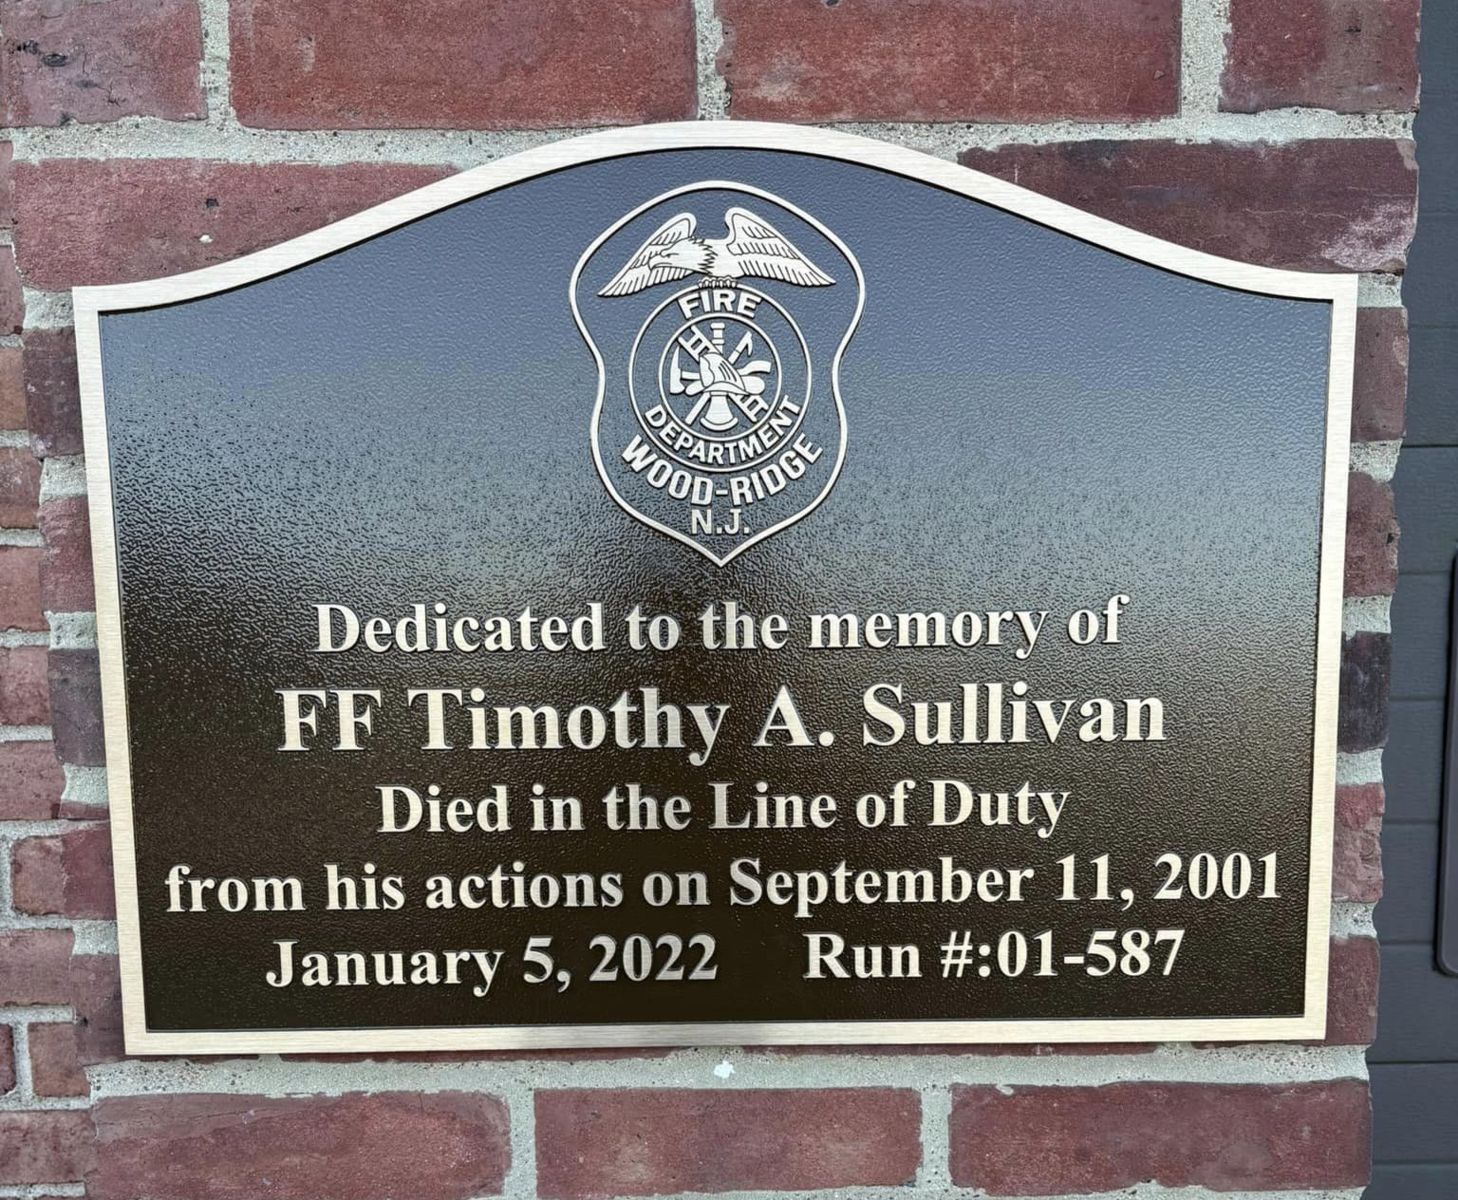 FIRE
DEPARTMENT
WOOD-RIDGE
N.J.
Dedicated to the memory of
FF Timothy A. Sullivan
Died in the Line of Duty
from his actions on September 11, 2001
January 5, 2022 Run #:01-587